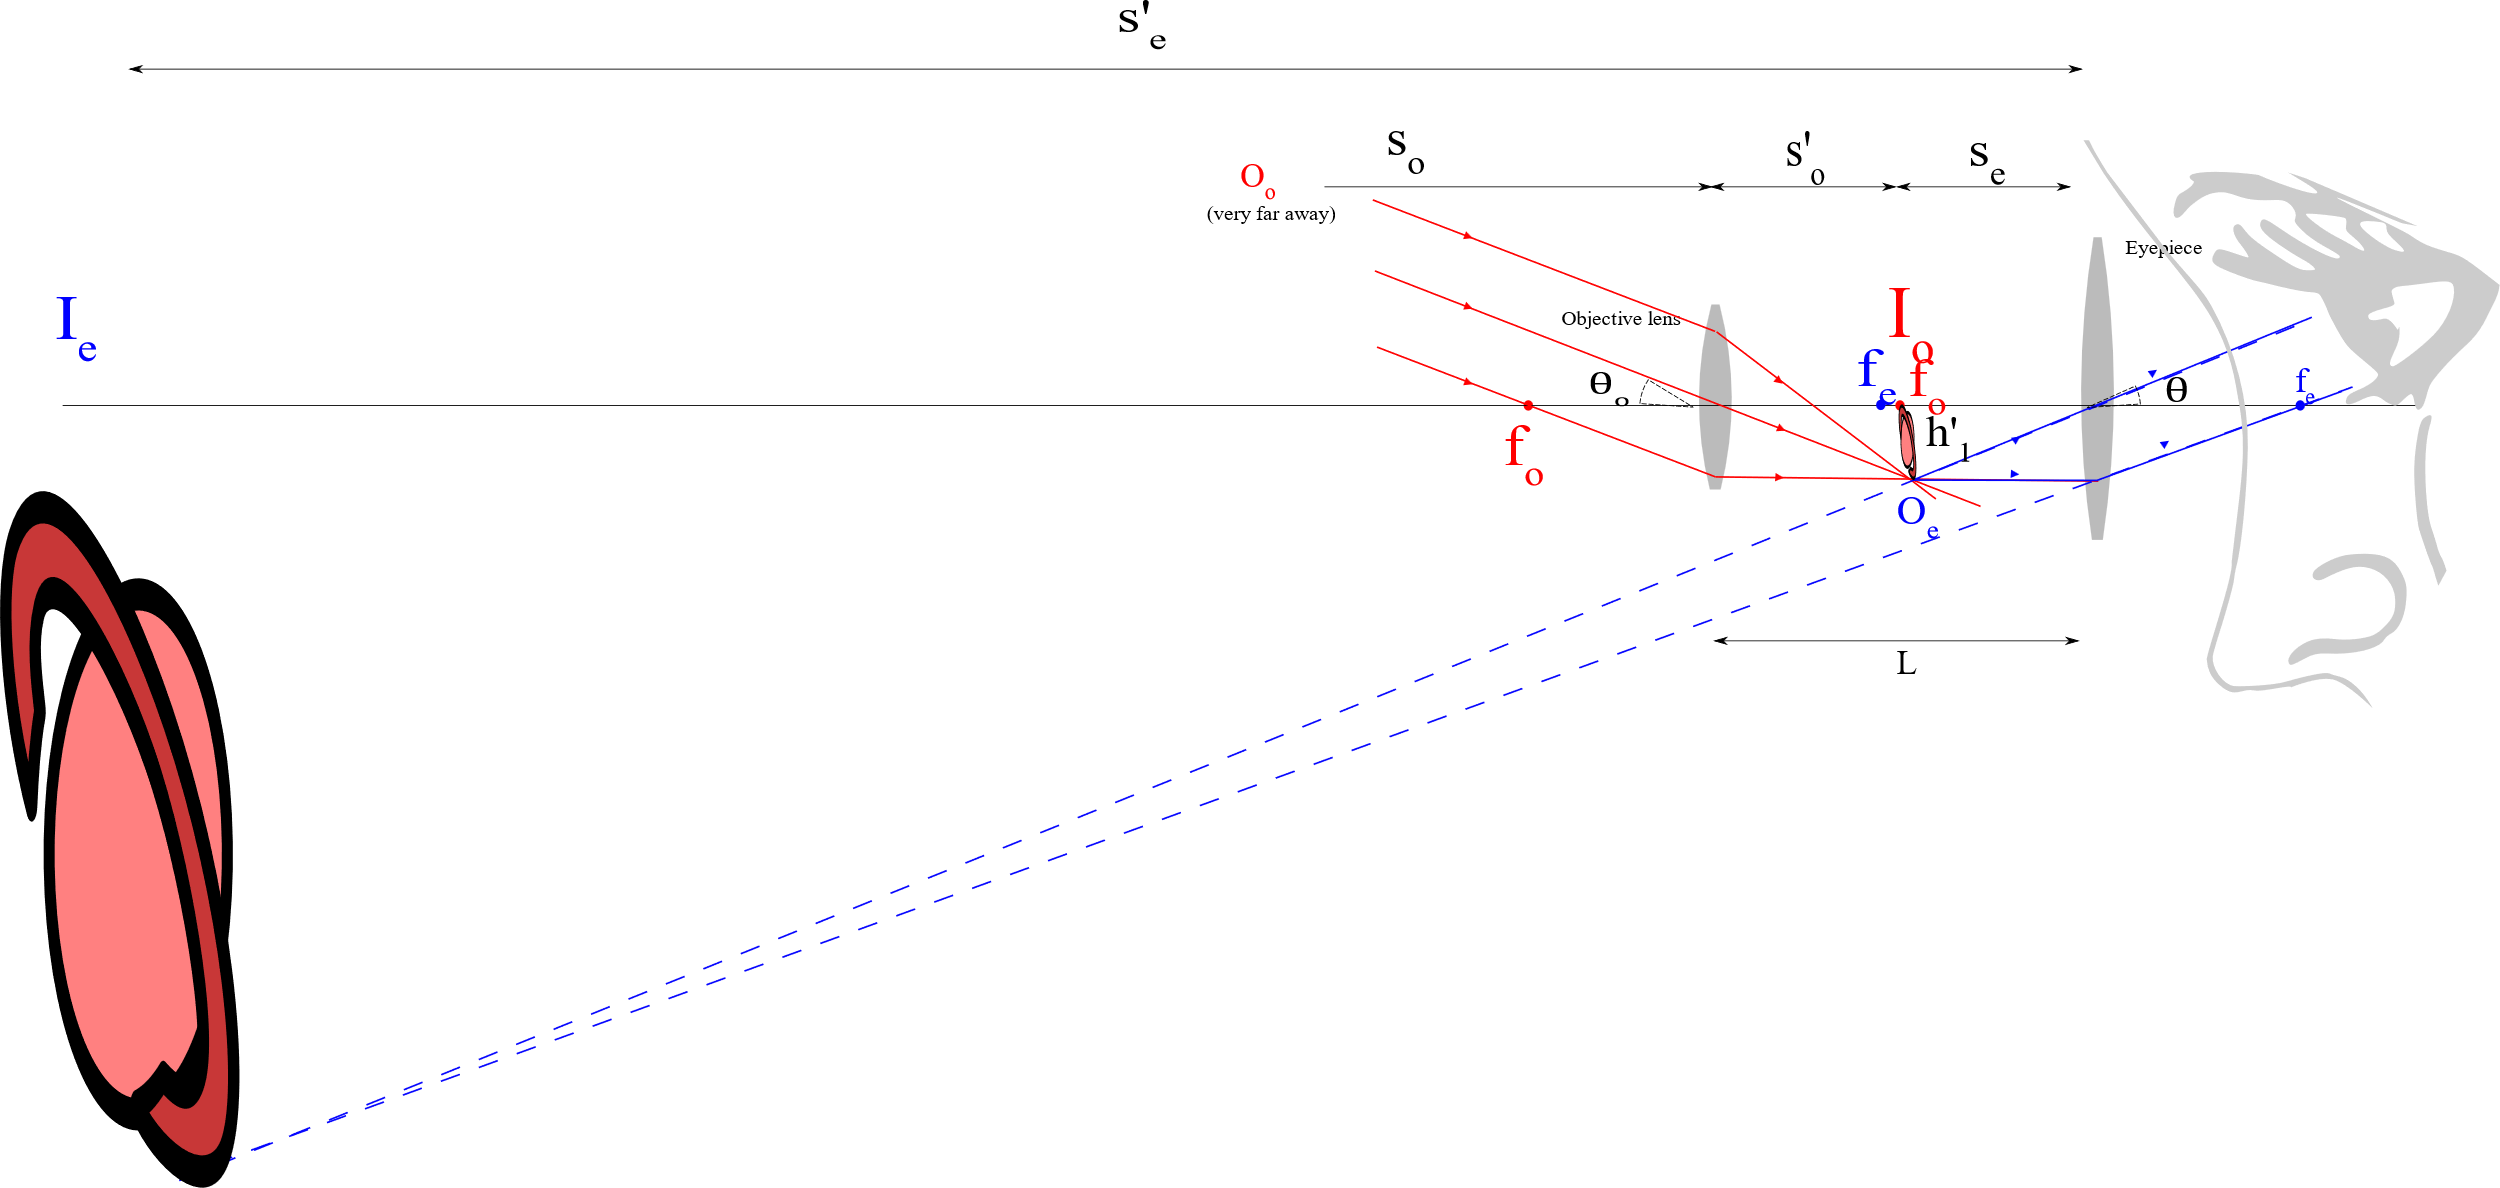 s'e
so
s'o
se
Oo
(very far away)
Eyepiece
Ie
Objective lens
Io
fe
fo
θo
θ
fe
h'1
fo
Oe
L